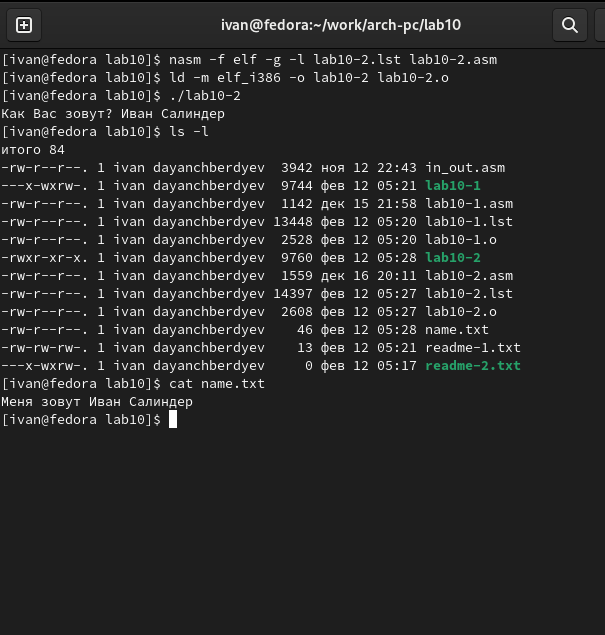 ivan@fedora:~/work/arch-pc/lab10
[ivan@fedora lab10]$ nasm -f elf -g -l lab10-2.lst lab10-2.asm
[ivan@fedora lab10]$ ld -m elf_i386 -o lab10-2 lab10-2.o
[ivan@fedora lab10]$ ./lab10-2
Как Вас зовут? Иван Салиндер
[ivan@fedora lab10]$ ls -l
итого 84
-rw-r--r--. 1 ivan dayanchberdyev  3942 ноя 12 22:43 in_out.asm
---x-wxrw-. 1 ivan dayanchberdyev  9744 фев 12 05:21 lab10-1
-rw-r--r--. 1 ivan dayanchberdyev  1142 дек 15 21:58 lab10-1.asm
-rw-r--r--. 1 ivan dayanchberdyev 13448 фев 12 05:20 lab10-1.lst
-rw-r--r--. 1 ivan dayanchberdyev  2528 фев 12 05:20 lab10-1.o
-rwxr-xr-x. 1 ivan dayanchberdyev  9760 фев 12 05:28 lab10-2
-rw-r--r--. 1 ivan dayanchberdyev  1559 дек 16 20:11 lab10-2.asm
-rw-r--r--. 1 ivan dayanchberdyev 14397 фев 12 05:27 lab10-2.lst
-rw-r--r--. 1 ivan dayanchberdyev  2608 фев 12 05:27 lab10-2.o
-rw-r--r--. 1 ivan dayanchberdyev    46 фев 12 05:28 name.txt
-rw-rw-rw-. 1 ivan dayanchberdyev    13 фев 12 05:21 readme-1.txt
---x-wxrw-. 1 ivan dayanchberdyev     0 фев 12 05:17 readme-2.txt
[ivan@fedora lab10]$ cat name.txt
Меня зовут Иван Салиндер
[ivan@fedora lab10]$